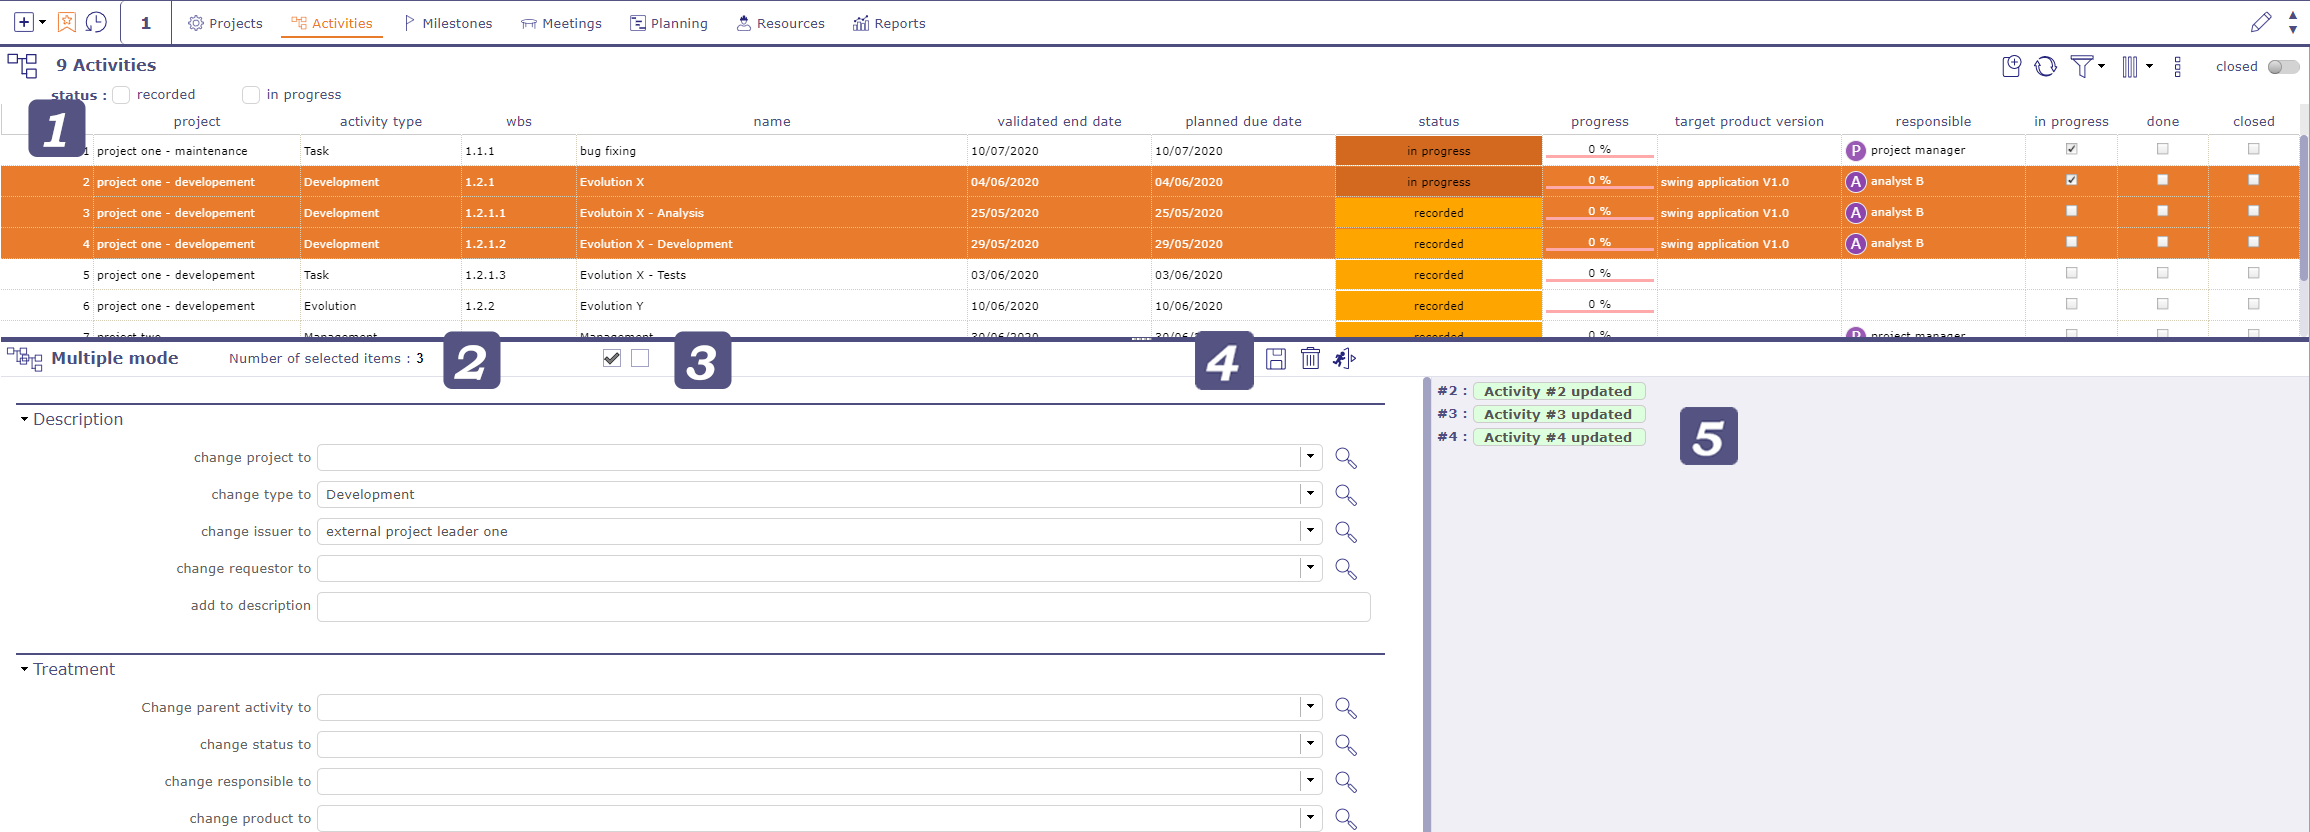 1 Projects Activities Milestones Meetings Planning Resources Reports
9 Activities closed
status : recorded in progress
1
project activity type wbs name validated end date planned due date status progress target product version responsible in progress done closed
1 project one - maintenance Task 1.1.1 bug fixing 10/07/2020 10/07/2020 in progress 0 % P project manager
2 project one - developement Development 1.2.1 Evolution X 04/06/2020 04/06/2020 in progress 0 % swing application V1.0 A analyst B
3 project one - developement Development 1.2.1.1 Evolutoin X - Analysis 25/05/2020 25/05/2020 recorded 0 % swing application V1.0 A analyst B
4 project one - developement Development 1.2.1.2 Evolution X - Development 29/05/2020 29/05/2020 recorded 0 % swing application V1.0 A analyst B
5 project one - developement Task 1.2.1.3 Evolution X - Tests 03/06/2020 03/06/2020 recorded 0 %
6 project one - developement Evolution 1.2.2 Evolution Y 10/06/2020 10/06/2020 recorded 0 %
7 project two Management Management 30/06/2020 30/06/ recorded 0 % P project manager
Multiple mode Number of selected items : 3 2 3 4
#2 : Activity #2 updated
#3 : Activity #3 updated
#4 : Activity #4 updated
5
Description
change project to
change type to Development
change issuer to external project leader one
change requestor to
add to description
Treatment
Change parent activity to
change status to
change responsible to
change product to